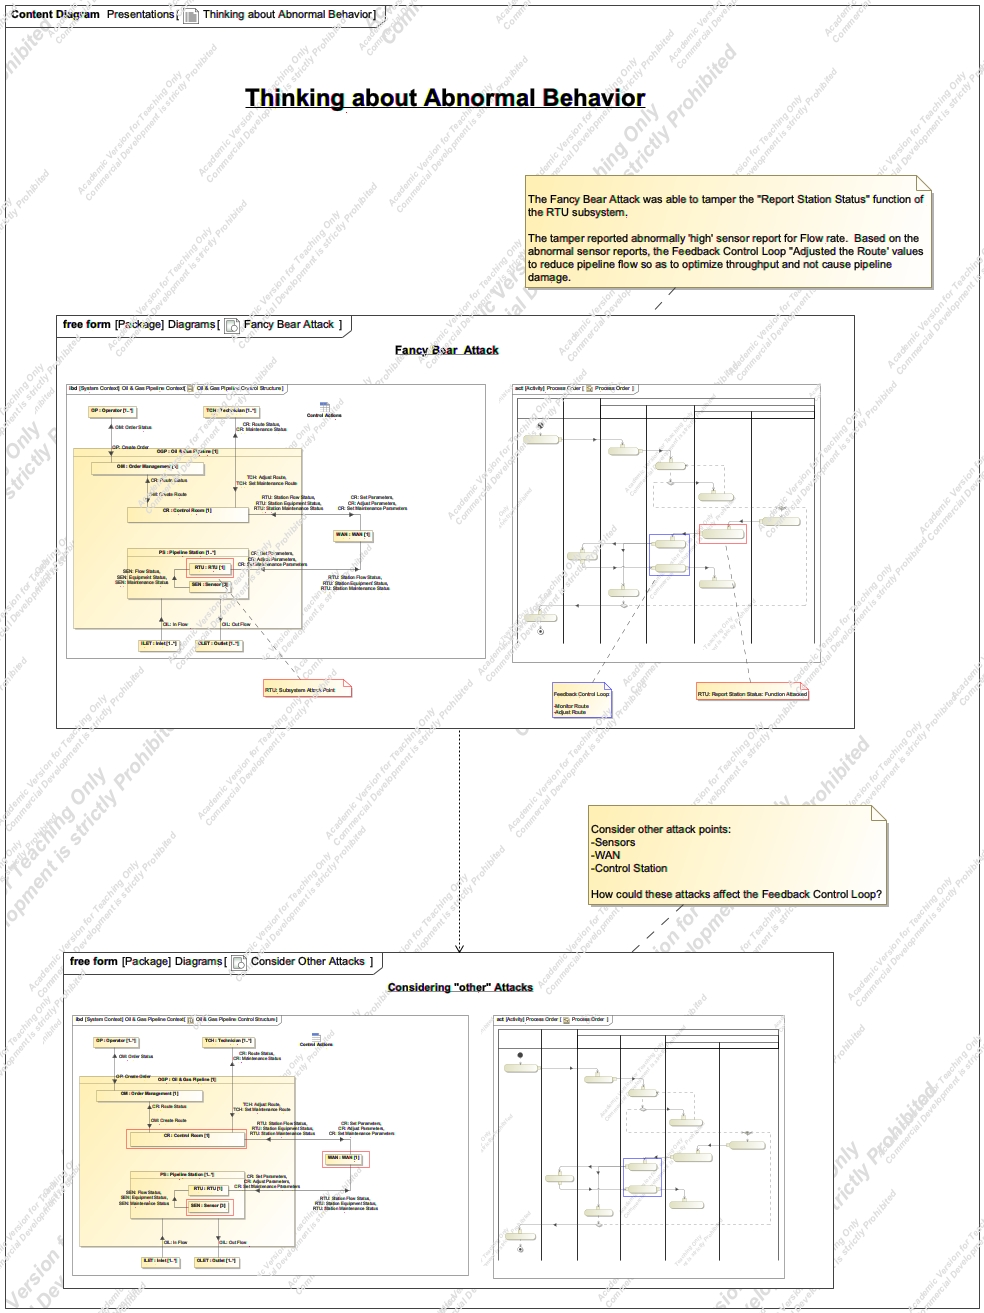 Content Diagram Presentations[ Thinking about Abnormal Behavior]
Thinking about Abnormal Behavior
The Fancy Bear Attack was able to tamper the "Report Station Status" function of
the RTU subsystem.
The tamper reported abnormally 'high' sensor report for Flow rate. Based on the
abnormal sensor reports, the Feedback Control Loop "Adjusted the Route' values
to reduce pipeline flow so as to optimize throughput and not cause pipeline
damage.
free form [Package] Diagrams[ Fancy Bear Attack ]
Fancy Bear Attack
ibd [System Context] Oil & Gas Pipeline Context[ Oil & Gas Pipeline Control Structure ]
OP : Operator [1..*]
TCH : Technician [1..*]
Control Actions
OM: Order Status
CR: Route Status,
CR: Maintenance Status
OP: Create Order
OGP : Oil & Gas Pipeline [1]
OM : Order Management [1]
CR: Route Status
TCH: Adjust Route,
TCH: Set Maintenance Route
OM: Create Route
RTU: Station Flow Status,
RTU: Station Equipment Status,
RTU: Station Maintenance Status
CR: Set Parameters,
CR: Adjust Parameters,
CR: Set Maintenance Parameters
CR : Control Room [1]
WAN : WAN [1]
PS : Pipeline Station [1..*]
CR: Set Parameters,
CR: Adjust Parameters,
CR: Set Maintenance Parameters
RTU : RTU [1]
SEN: Flow Status,
SEN: Equipment Status,
SEN: Maintenance Status
SEN : Sensor [3]
RTU: Station Flow Status,
RTU: Station Equipment Status,
RTU: Station Maintenance Status
OIL: In Flow
OIL: Out Flow
ILET : Inlet [1..*]
OLET : Outlet [1..*]
RTU: Subsystem Attack Point
act [Activity] Process Order [ Process Order ]
Feedback Control Loop
-Monitor Route
-Adjust Route
RTU: Report Station Status: Function Attacked
Consider other attack points:
-Sensors
-WAN
-Control Station
How could these attacks affect the Feedback Control Loop?
free form [Package] Diagrams[ Consider Other Attacks ]
Considering "other" Attacks
ibd [System Context] Oil & Gas Pipeline Context[ Oil & Gas Pipeline Control Structure ]
OP : Operator [1..*]
TCH : Technician [1..*]
Control Actions
OM: Order Status
CR: Route Status,
CR: Maintenance Status
OP: Create Order
OGP : Oil & Gas Pipeline [1]
OM : Order Management [1]
CR: Route Status
TCH: Adjust Route,
TCH: Set Maintenance Route
OM: Create Route
RTU: Station Flow Status,
RTU: Station Equipment Status,
RTU: Station Maintenance Status
CR: Set Parameters,
CR: Adjust Parameters,
CR: Set Maintenance Parameters
CR : Control Room [1]
WAN : WAN [1]
PS : Pipeline Station [1..*]
CR: Set Parameters,
CR: Adjust Parameters,
CR: Set Maintenance Parameters
RTU : RTU [1]
SEN: Flow Status,
SEN: Equipment Status,
SEN: Maintenance Status
SEN : Sensor [3]
RTU: Station Flow Status,
RTU: Station Equipment Status,
RTU: Station Maintenance Status
OIL: In Flow
OIL: Out Flow
ILET : Inlet [1..*]
OLET : Outlet [1..*]
act [Activity] Process Order [ Process Order ]
Academic Version for Teaching Only
Commercial Development is strictly Prohibited